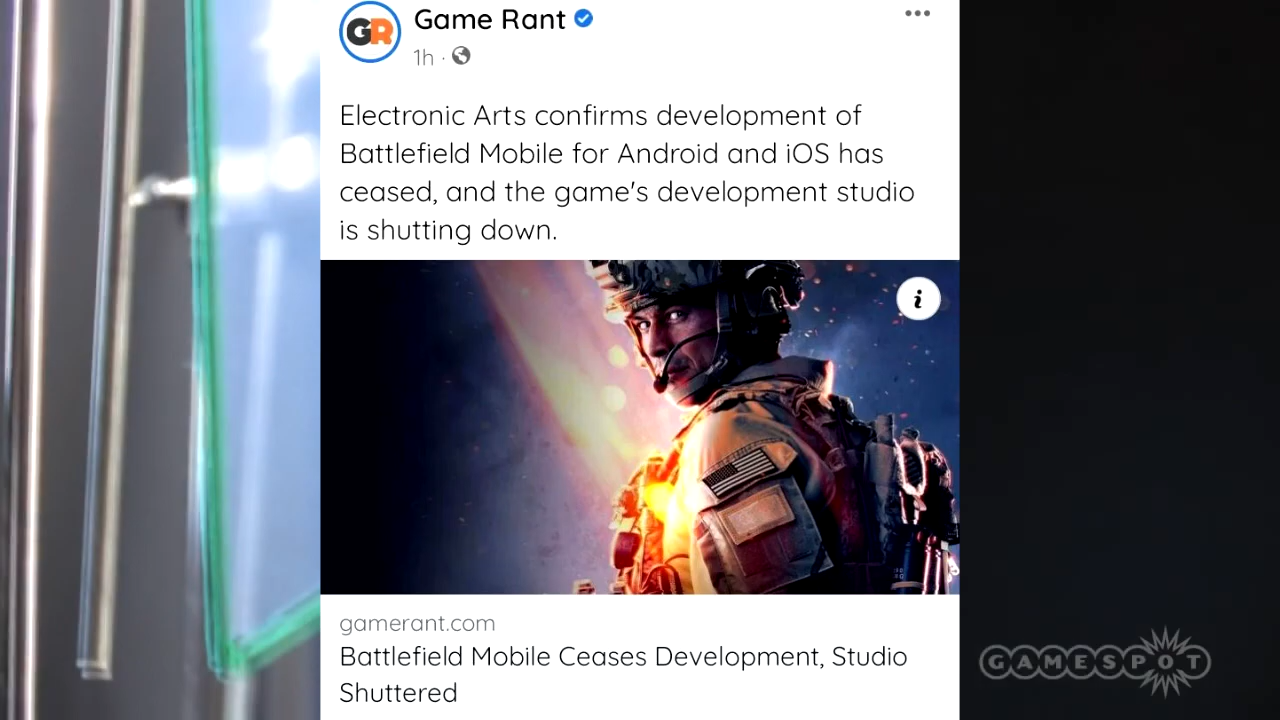 GR
Game Rant
1h ·
Electronic Arts confirms development of
Battlefield Mobile for Android and iOS has
ceased, and the game's development studio
is shutting down.
i
gamerant.com
Battlefield Mobile Ceases Development, Studio
Shuttered
GAMESPOT